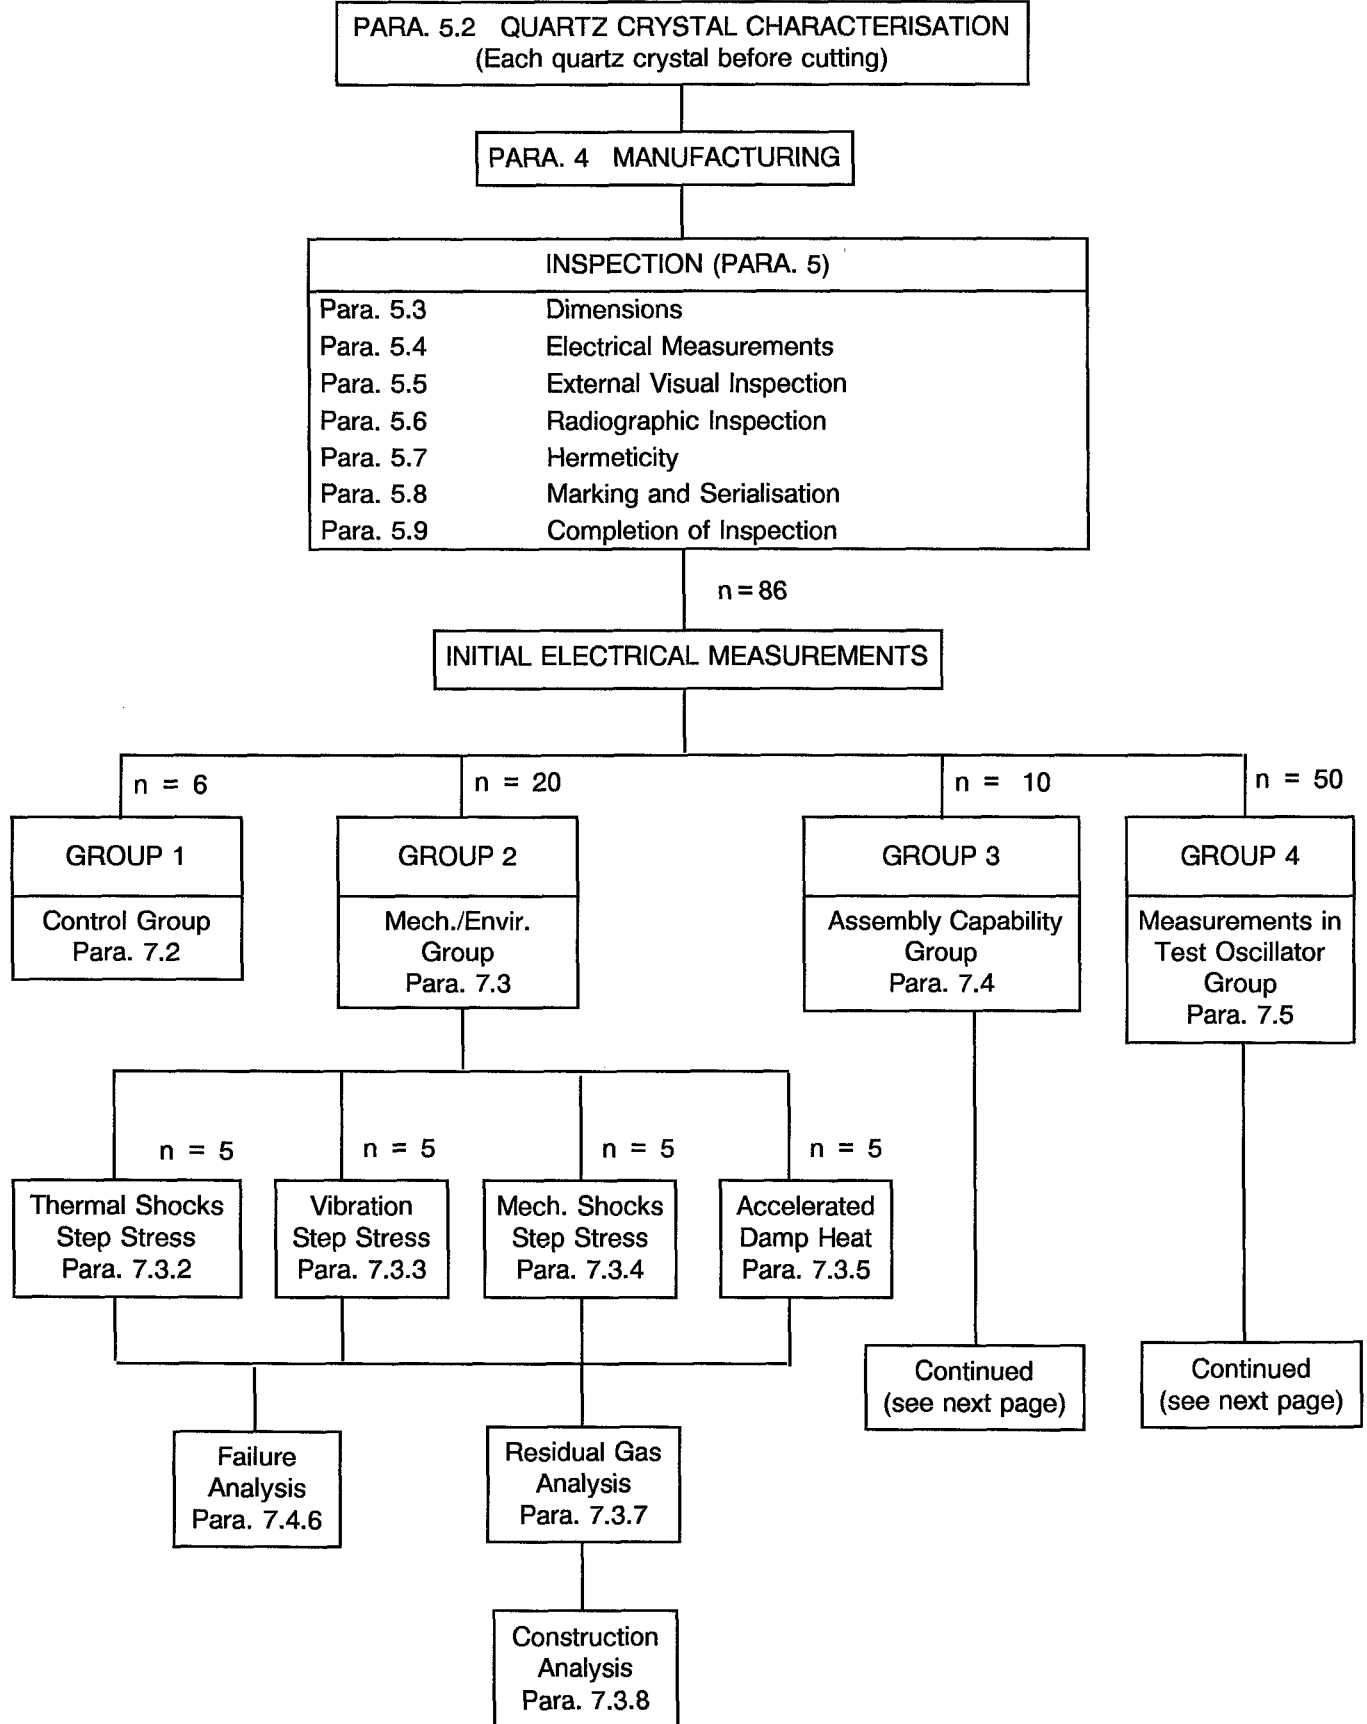 PARA. 5.2 QUARTZ CRYSTAL CHARACTERISATION
(Each quartz crystal before cutting)
PARA. 4 MANUFACTURING
INSPECTION (PARA. 5)
Para. 5.3 Dimensions
Para. 5.4 Electrical Measurements
Para. 5.5 External Visual Inspection
Para. 5.6 Radiographic Inspection
Para. 5.7 Hermeticity
Para. 5.8 Marking and Serialisation
Para. 5.9 Completion of Inspection
n=86
INITIAL ELECTRICAL MEASUREMENTS
n = 6
n = 20
n = 10
n = 50
GROUP 1
Control Group
Para. 7.2
GROUP 2
Mech./Envir.
Group
Para. 7.3
GROUP 3
Assembly Capability
Group
Para. 7.4
GROUP 4
Measurements in
Test Oscillator
Group
Para. 7.5
n = 5
n = 5
n = 5
n = 5
Thermal Shocks
Step Stress
Para. 7.3.2
Vibration
Step Stress
Para. 7.3.3
Mech. Shocks
Step Stress
Para. 7.3.4
Accelerated
Damp Heat
Para. 7.3.5
Continued
(see next page)
Continued
(see next page)
Failure
Analysis
Para. 7.4.6
Residual Gas
Analysis
Para. 7.3.7
Construction
Analysis
Para. 7.3.8